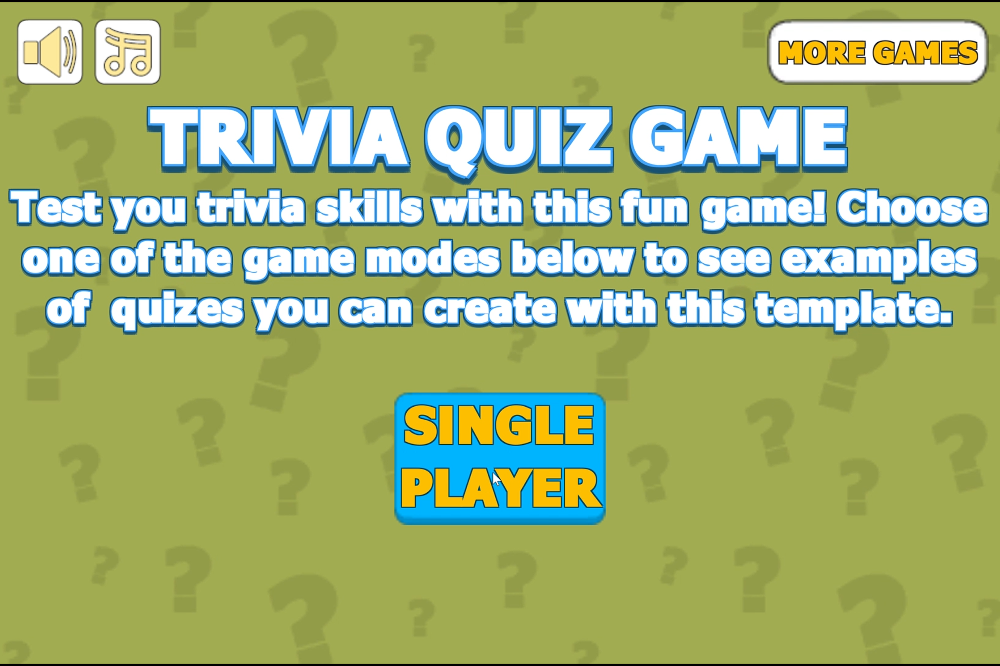 MORE GAMES
TRIVIA QUIZ GAME
Test you trivia skills with this fun game! Choose
one of the game modes below to see examples
of quizes you can create with this template.
SINGLE
PLAYER